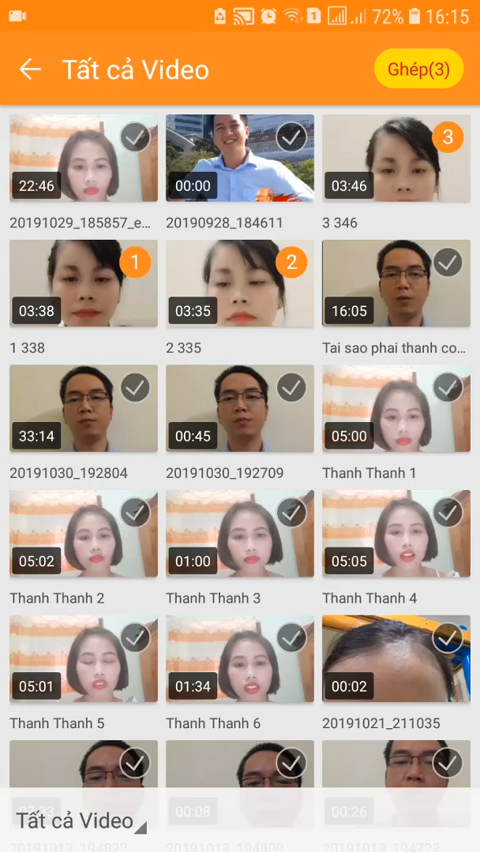 72% 16:15
Tất cả Video
Ghép(3)
22:46
00:00
03:46
3
20191029_185857_e...
20190928_184611
3 346
03:38
1
03:35
2
16:05
1 338
2 335
Tai sao phai thanh co...
33:14
00:45
05:00
20191030_192804
20191030_192709
Thanh Thanh 1
05:02
01:00
05:05
Thanh Thanh 2
Thanh Thanh 3
Thanh Thanh 4
05:01
01:34
00:02
Thanh Thanh 5
Thanh Thanh 6
20191021_211035
00:08
00:26
Tất cả Video
20191013_194822
20191013_194809
20191013_194723